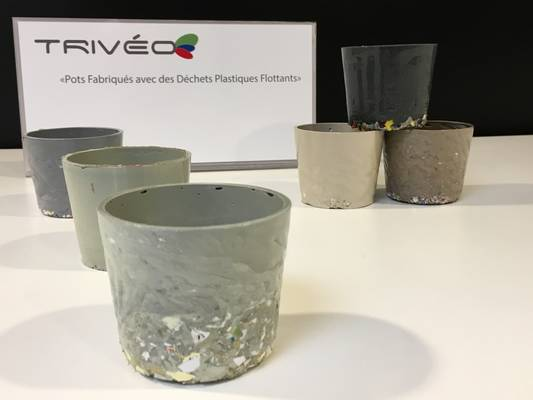 TRIVÉO
«Pots Fabriqués avec des Déchets Plastiques Flottants»